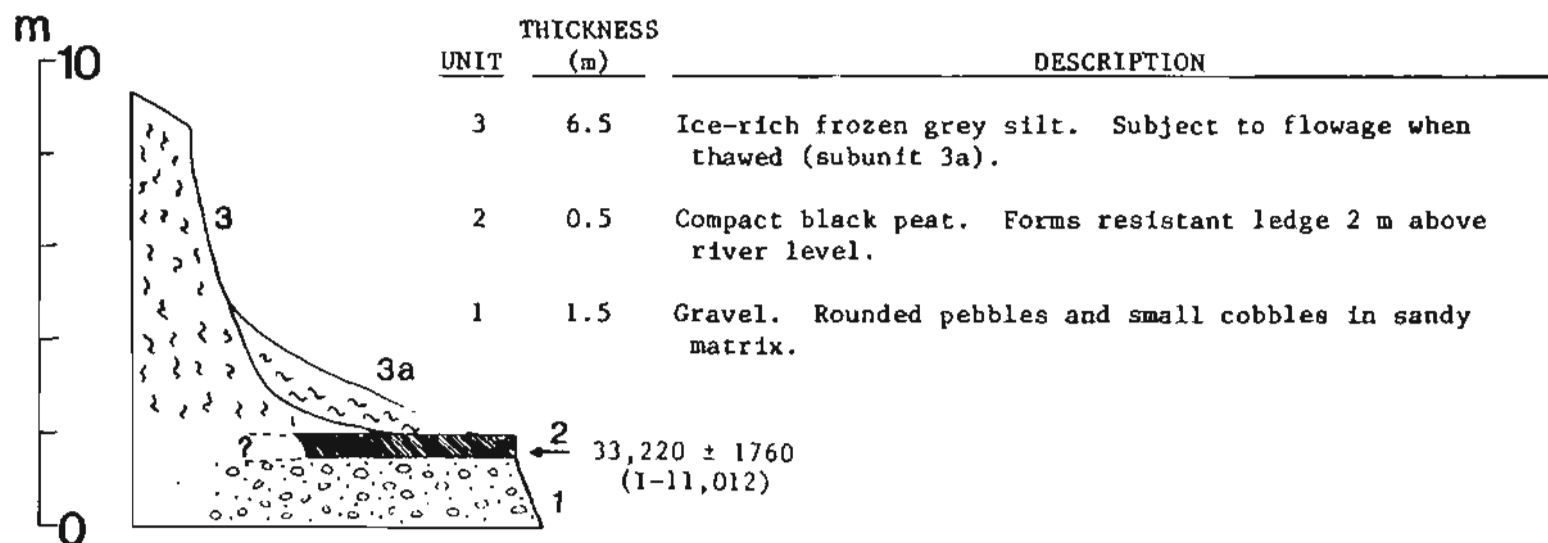 m
10
THICKNESS
UNIT (m) DESCRIPTION
3 6.5 Ice-rich frozen grey silt. Subject to flowage when
thawed (subunit 3a).
2 0.5 Compact black peat. Forms resistant ledge 2 m above
river level.
1 1.5 Gravel. Rounded pebbles and small cobbles in sandy
matrix.
3
3a
?
2
33,220 ± 1760
(I-11,012)
1
0